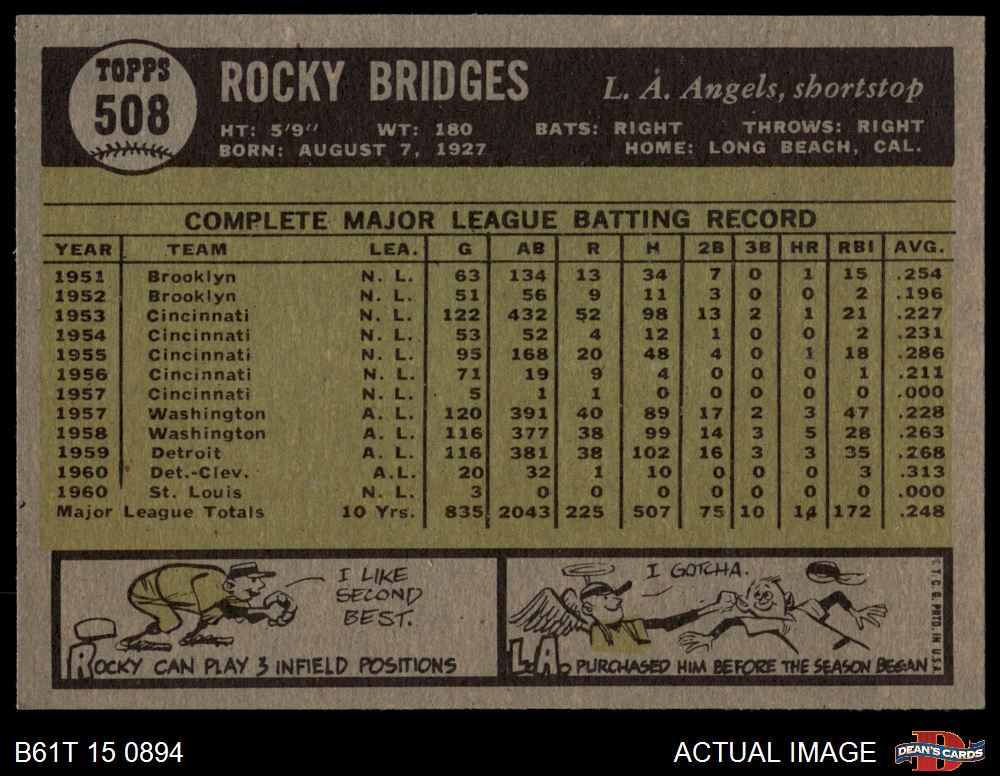 TOPPS
508
ROCKY BRIDGES
L. A. Angels, shortstop
HT: 5'9" WT: 180 BATS: RIGHT THROWS: RIGHT
BORN: AUGUST 7, 1927 HOME: LONG BEACH, CAL.
COMPLETE MAJOR LEAGUE BATTING RECORD
YEAR TEAM LEA. G AB R H 2B 3B HR RBI AVG.
1951 Brooklyn N. L. 63 134 13 34 7 0 1 15 .254
1952 Brooklyn N. L. 51 56 9 11 3 0 0 2 .196
1953 Cincinnati N. L. 122 432 52 98 13 2 1 21 .227
1954 Cincinnati N. L. 53 52 4 12 1 0 0 2 .231
1955 Cincinnati N. L. 95 168 20 48 4 0 1 18 .286
1956 Cincinnati N. L. 71 19 9 4 0 0 0 1 .211
1957 Cincinnati N. L. 5 1 1 0 0 0 0 0 .000
1957 Washington A. L. 120 391 40 89 17 2 3 47 .228
1958 Washington A. L. 116 377 38 99 14 3 5 28 .263
1959 Detroit A. L. 116 381 38 102 16 3 3 35 .268
1960 Det.-Clev. A.L. 20 32 1 10 0 0 0 3 .313
1960 St. Louis N. L. 3 0 0 0 0 0 0 0 .000
Major League Totals 10 Yrs. 835 2043 225 507 75 10 14 172 .248
I LIKE
SECOND
BEST.
ROCKY CAN PLAY 3 INFIELD POSITIONS
I GOTCHA.
L.A. PURCHASED HIM BEFORE THE SEASON BEGAN
© T. C. G. PRTD. IN U.S.A.
B61T 15 0894
ACTUAL IMAGE
D
DEAN'S CARDS